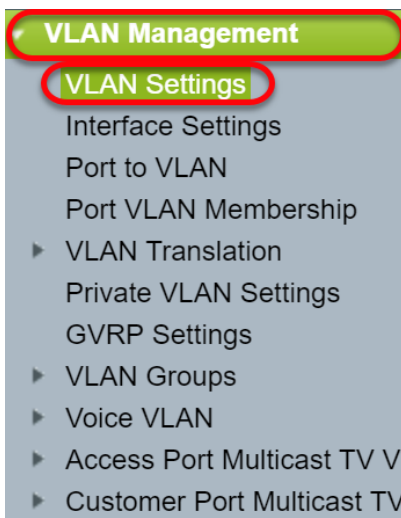 VLAN Management
VLAN Settings
Interface Settings
Port to VLAN
Port VLAN Membership
VLAN Translation
Private VLAN Settings
GVRP Settings
VLAN Groups
Voice VLAN
Access Port Multicast TV V
Customer Port Multicast TV